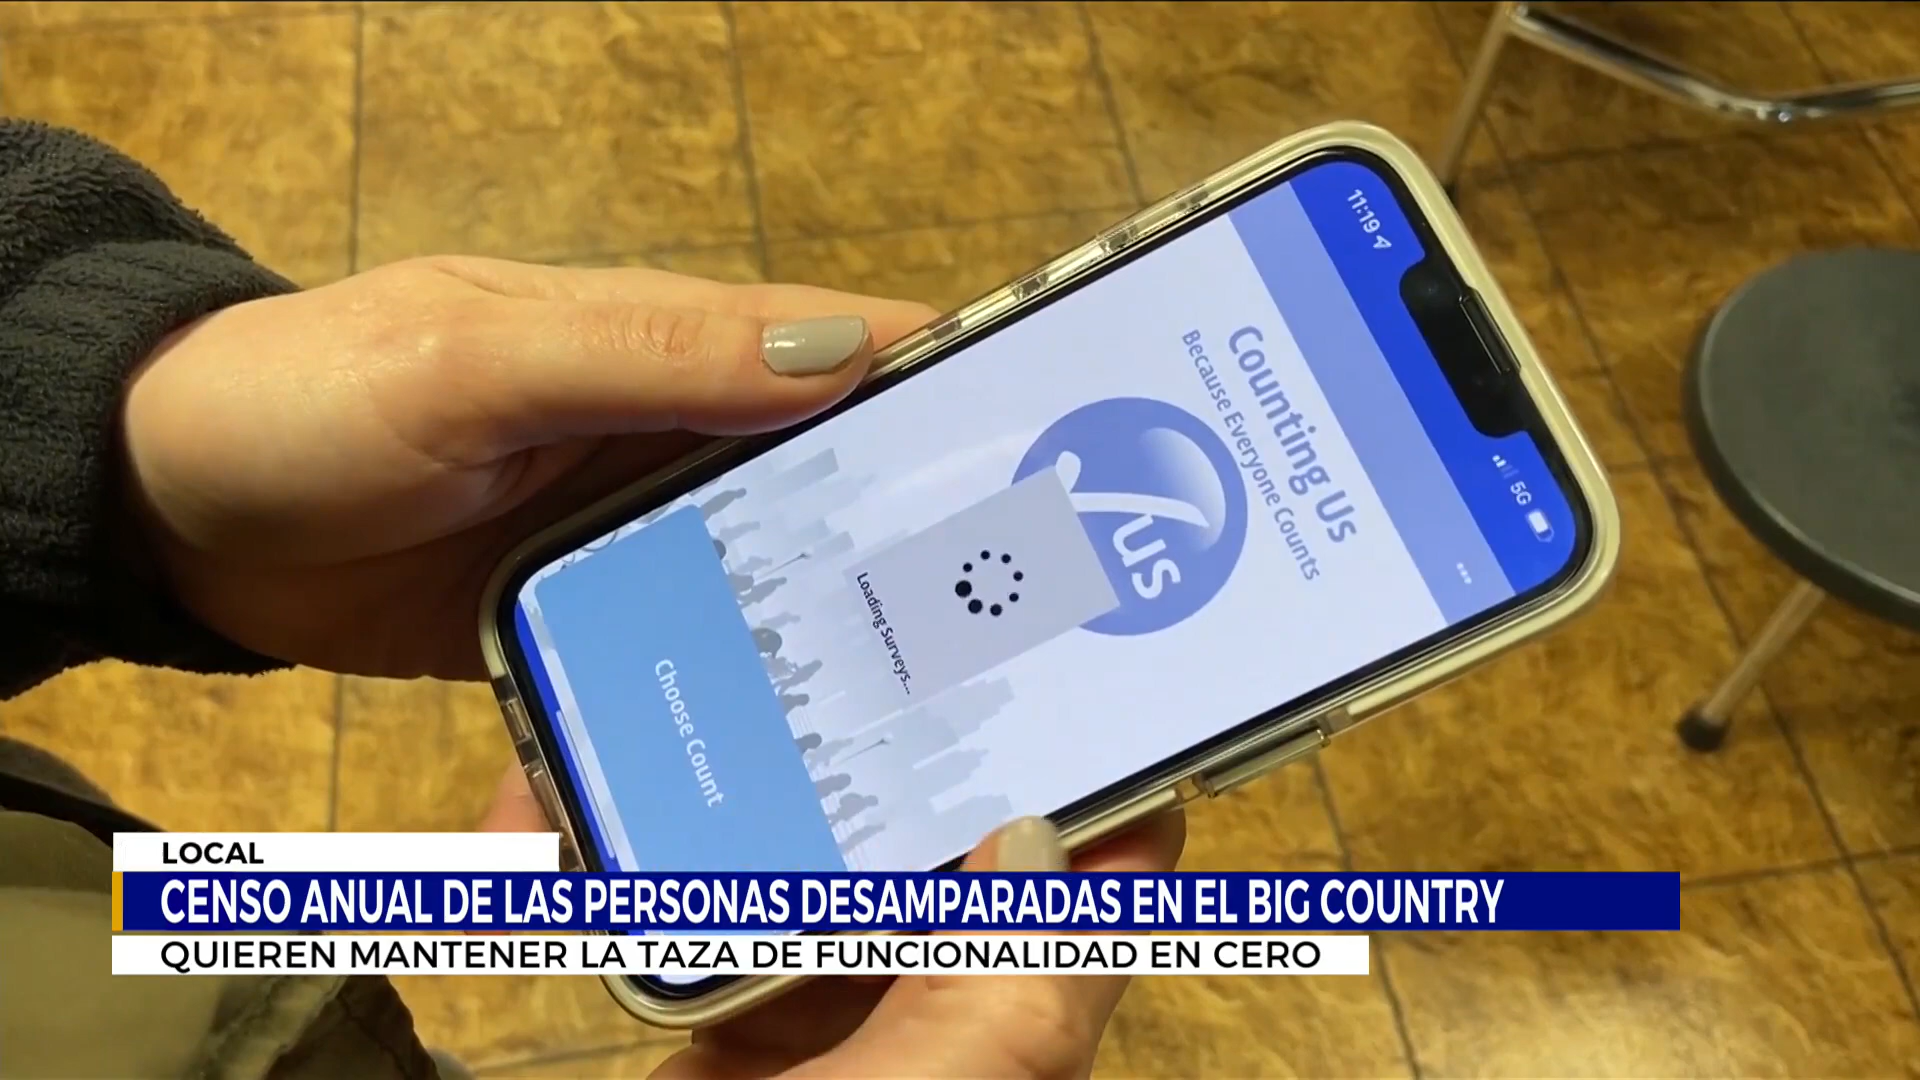 11:19
5G
Counting Us
Because Everyone Counts
us
Loading Surveys...
Choose Count
LOCAL
CENSO ANUAL DE LAS PERSONAS DESAMPARADAS EN EL BIG COUNTRY
QUIEREN MANTENER LA TAZA DE FUNCIONALIDAD EN CERO